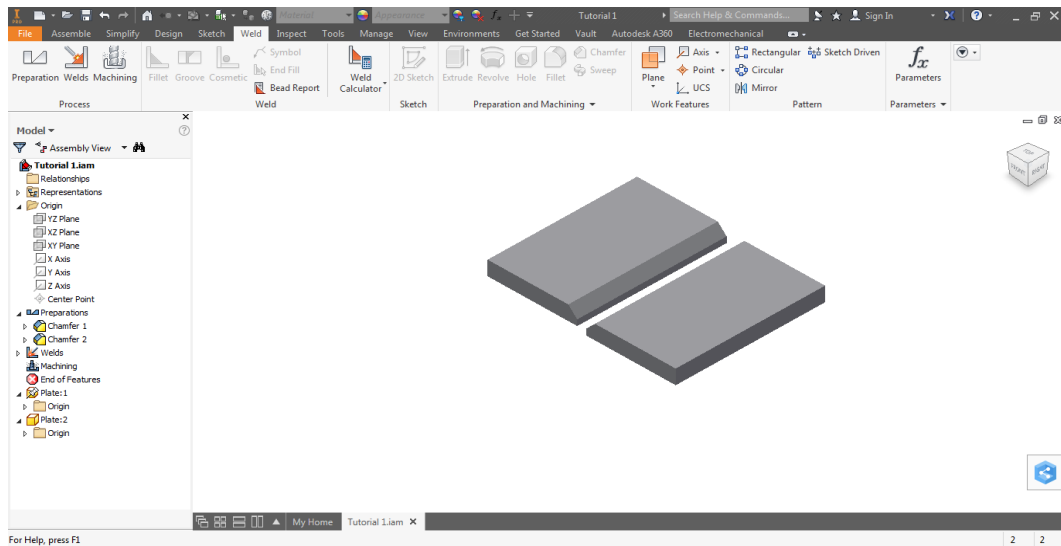 PRO Material Appearance Tutorial 1 Search Help & Commands... Sign In
File Assemble Simplify Design Sketch Weld Inspect Tools Manage View Environments Get Started Vault Autodesk A360 Electromechanical
Preparation Welds Machining Fillet Groove Cosmetic Symbol End Fill Bead Report Weld Calculator 2D Sketch Extrude Revolve Hole Fillet Chamfer Sweep Plane Axis Point UCS Rectangular Sketch Driven Circular Mirror fx Parameters
Process Weld Sketch Preparation and Machining Work Features Pattern Parameters
Model
Assembly View
Tutorial 1.iam
Relationships
Representations
Origin
YZ Plane
XZ Plane
XY Plane
X Axis
Y Axis
Z Axis
Center Point
Preparations
Chamfer 1
Chamfer 2
Welds
Machining
End of Features
Plate:1
Origin
Plate:2
Origin
TOP
FRONT RIGHT
My Home Tutorial 1.iam
For Help, press F1 2 2